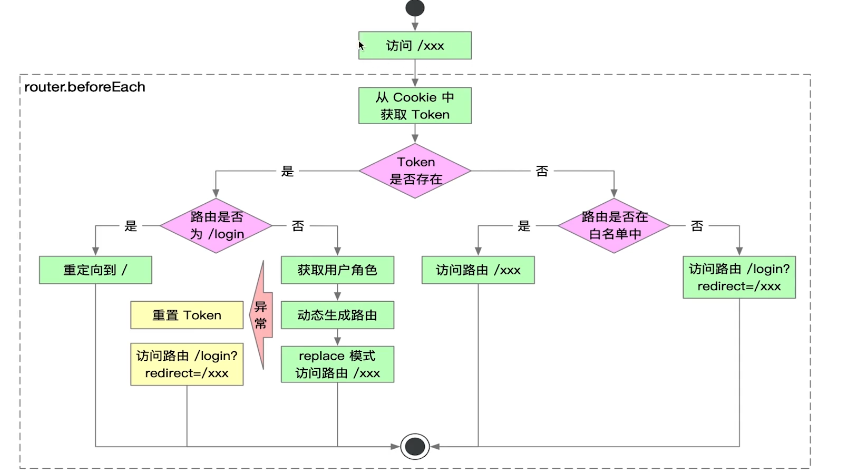 访问 /xxx
router.beforeEach
从 Cookie 中
获取 Token
Token
是否存在
是
否
路由是否
为 /login
路由是否在
白名单中
是
否
是
否
重定向到 /
获取用户角色
访问路由 /xxx
访问路由 /login?
redirect=/xxx
重置 Token
异
常
动态生成路由
访问路由 /login?
redirect=/xxx
replace 模式
访问路由 /xxx